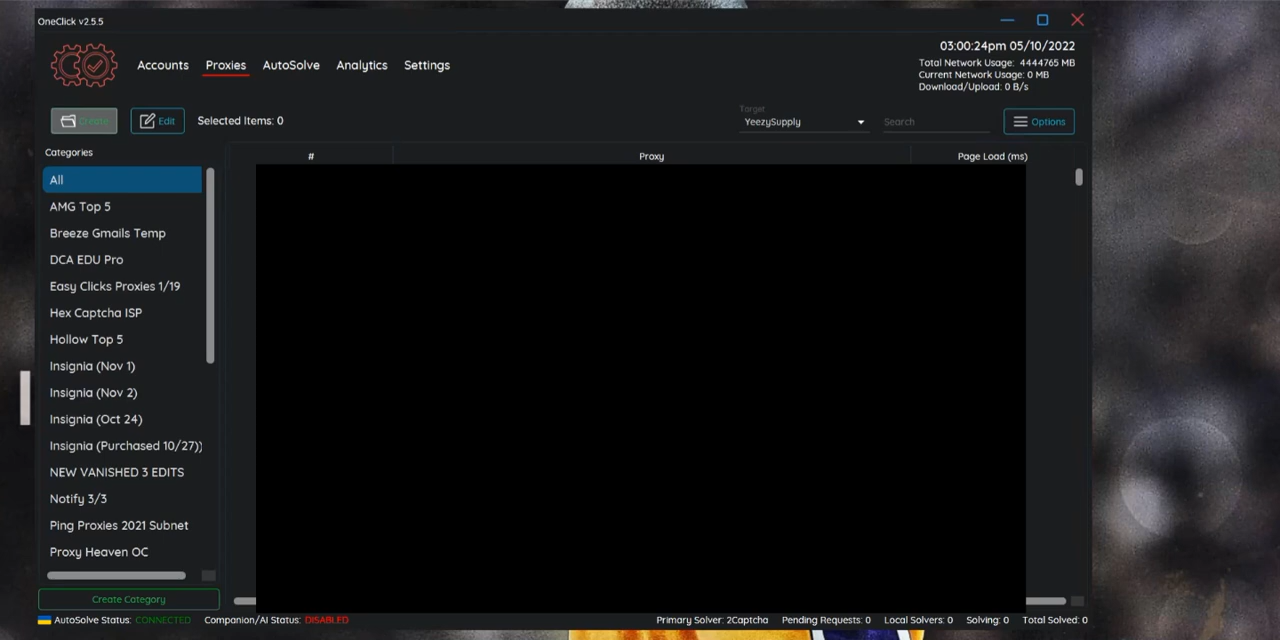 OneClick v2.5.5
03:00:24pm 05/10/2022
Total Network Usage: 4444765 MB
Current Network Usage: 0 MB
Download/Upload: 0 B/s
Accounts Proxies AutoSolve Analytics Settings
Create Edit Selected Items: 0
Target
YeezySupply
Search
Options
Categories
# Proxy Page Load (ms)
All
AMG Top 5
Breeze Gmails Temp
DCA EDU Pro
Easy Clicks Proxies 1/19
Hex Captcha ISP
Hollow Top 5
Insignia (Nov 1)
Insignia (Nov 2)
Insignia (Oct 24)
Insignia (Purchased 10/27))
NEW VANISHED 3 EDITS
Notify 3/3
Ping Proxies 2021 Subnet
Proxy Heaven OC
Create Category
AutoSolve Status: CONNECTED Companion/AI Status: DISABLED Primary Solver: 2Captcha Pending Requests: 0 Local Solvers: 0 Solving: 0 Total Solved: 0